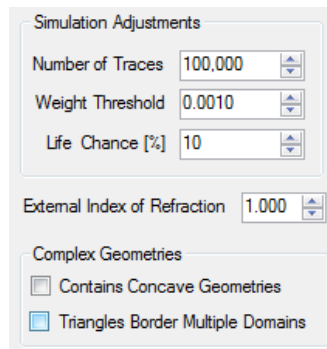 Simulation Adjustments
Number of Traces 100,000
Weight Threshold 0.0010
Life Chance [%] 10
External Index of Refraction 1.000
Complex Geometries
Contains Concave Geometries
Triangles Border Multiple Domains